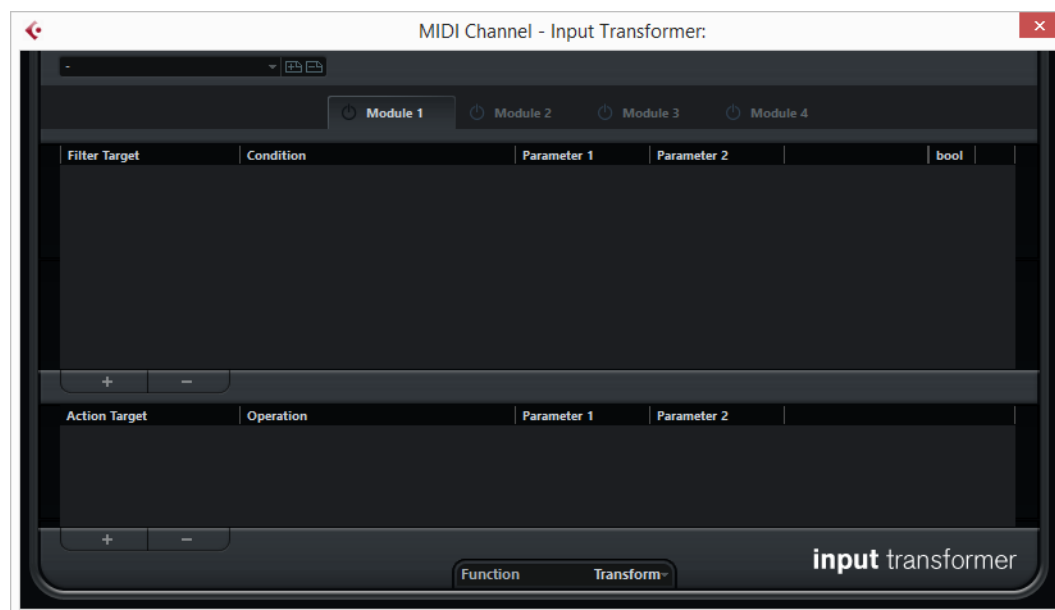 MIDI Channel - Input Transformer:
-
Module 1 Module 2 Module 3 Module 4
Filter Target Condition Parameter 1 Parameter 2 bool
+ -
Action Target Operation Parameter 1 Parameter 2
+ -
input transformer
Function Transform